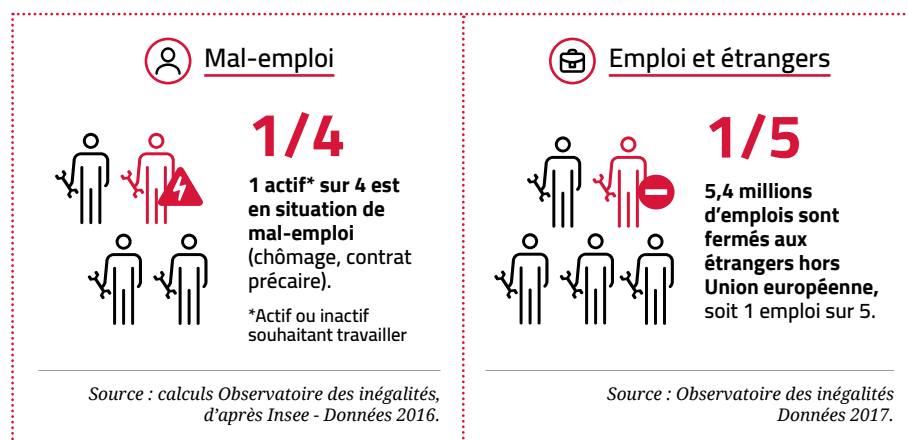 Mal-emploi
1/4
1 actif* sur 4 est
en situation de
mal-emploi
(chômage, contrat
précaire).
*Actif ou inactif
souhaitant travailler
Source : calculs Observatoire des inégalités,
d'après Insee - Données 2016.
Emploi et étrangers
1/5
5,4 millions
d'emplois sont
fermés aux
étrangers hors
Union européenne,
soit 1 emploi sur 5.
Source : Observatoire des inégalités
Données 2017.